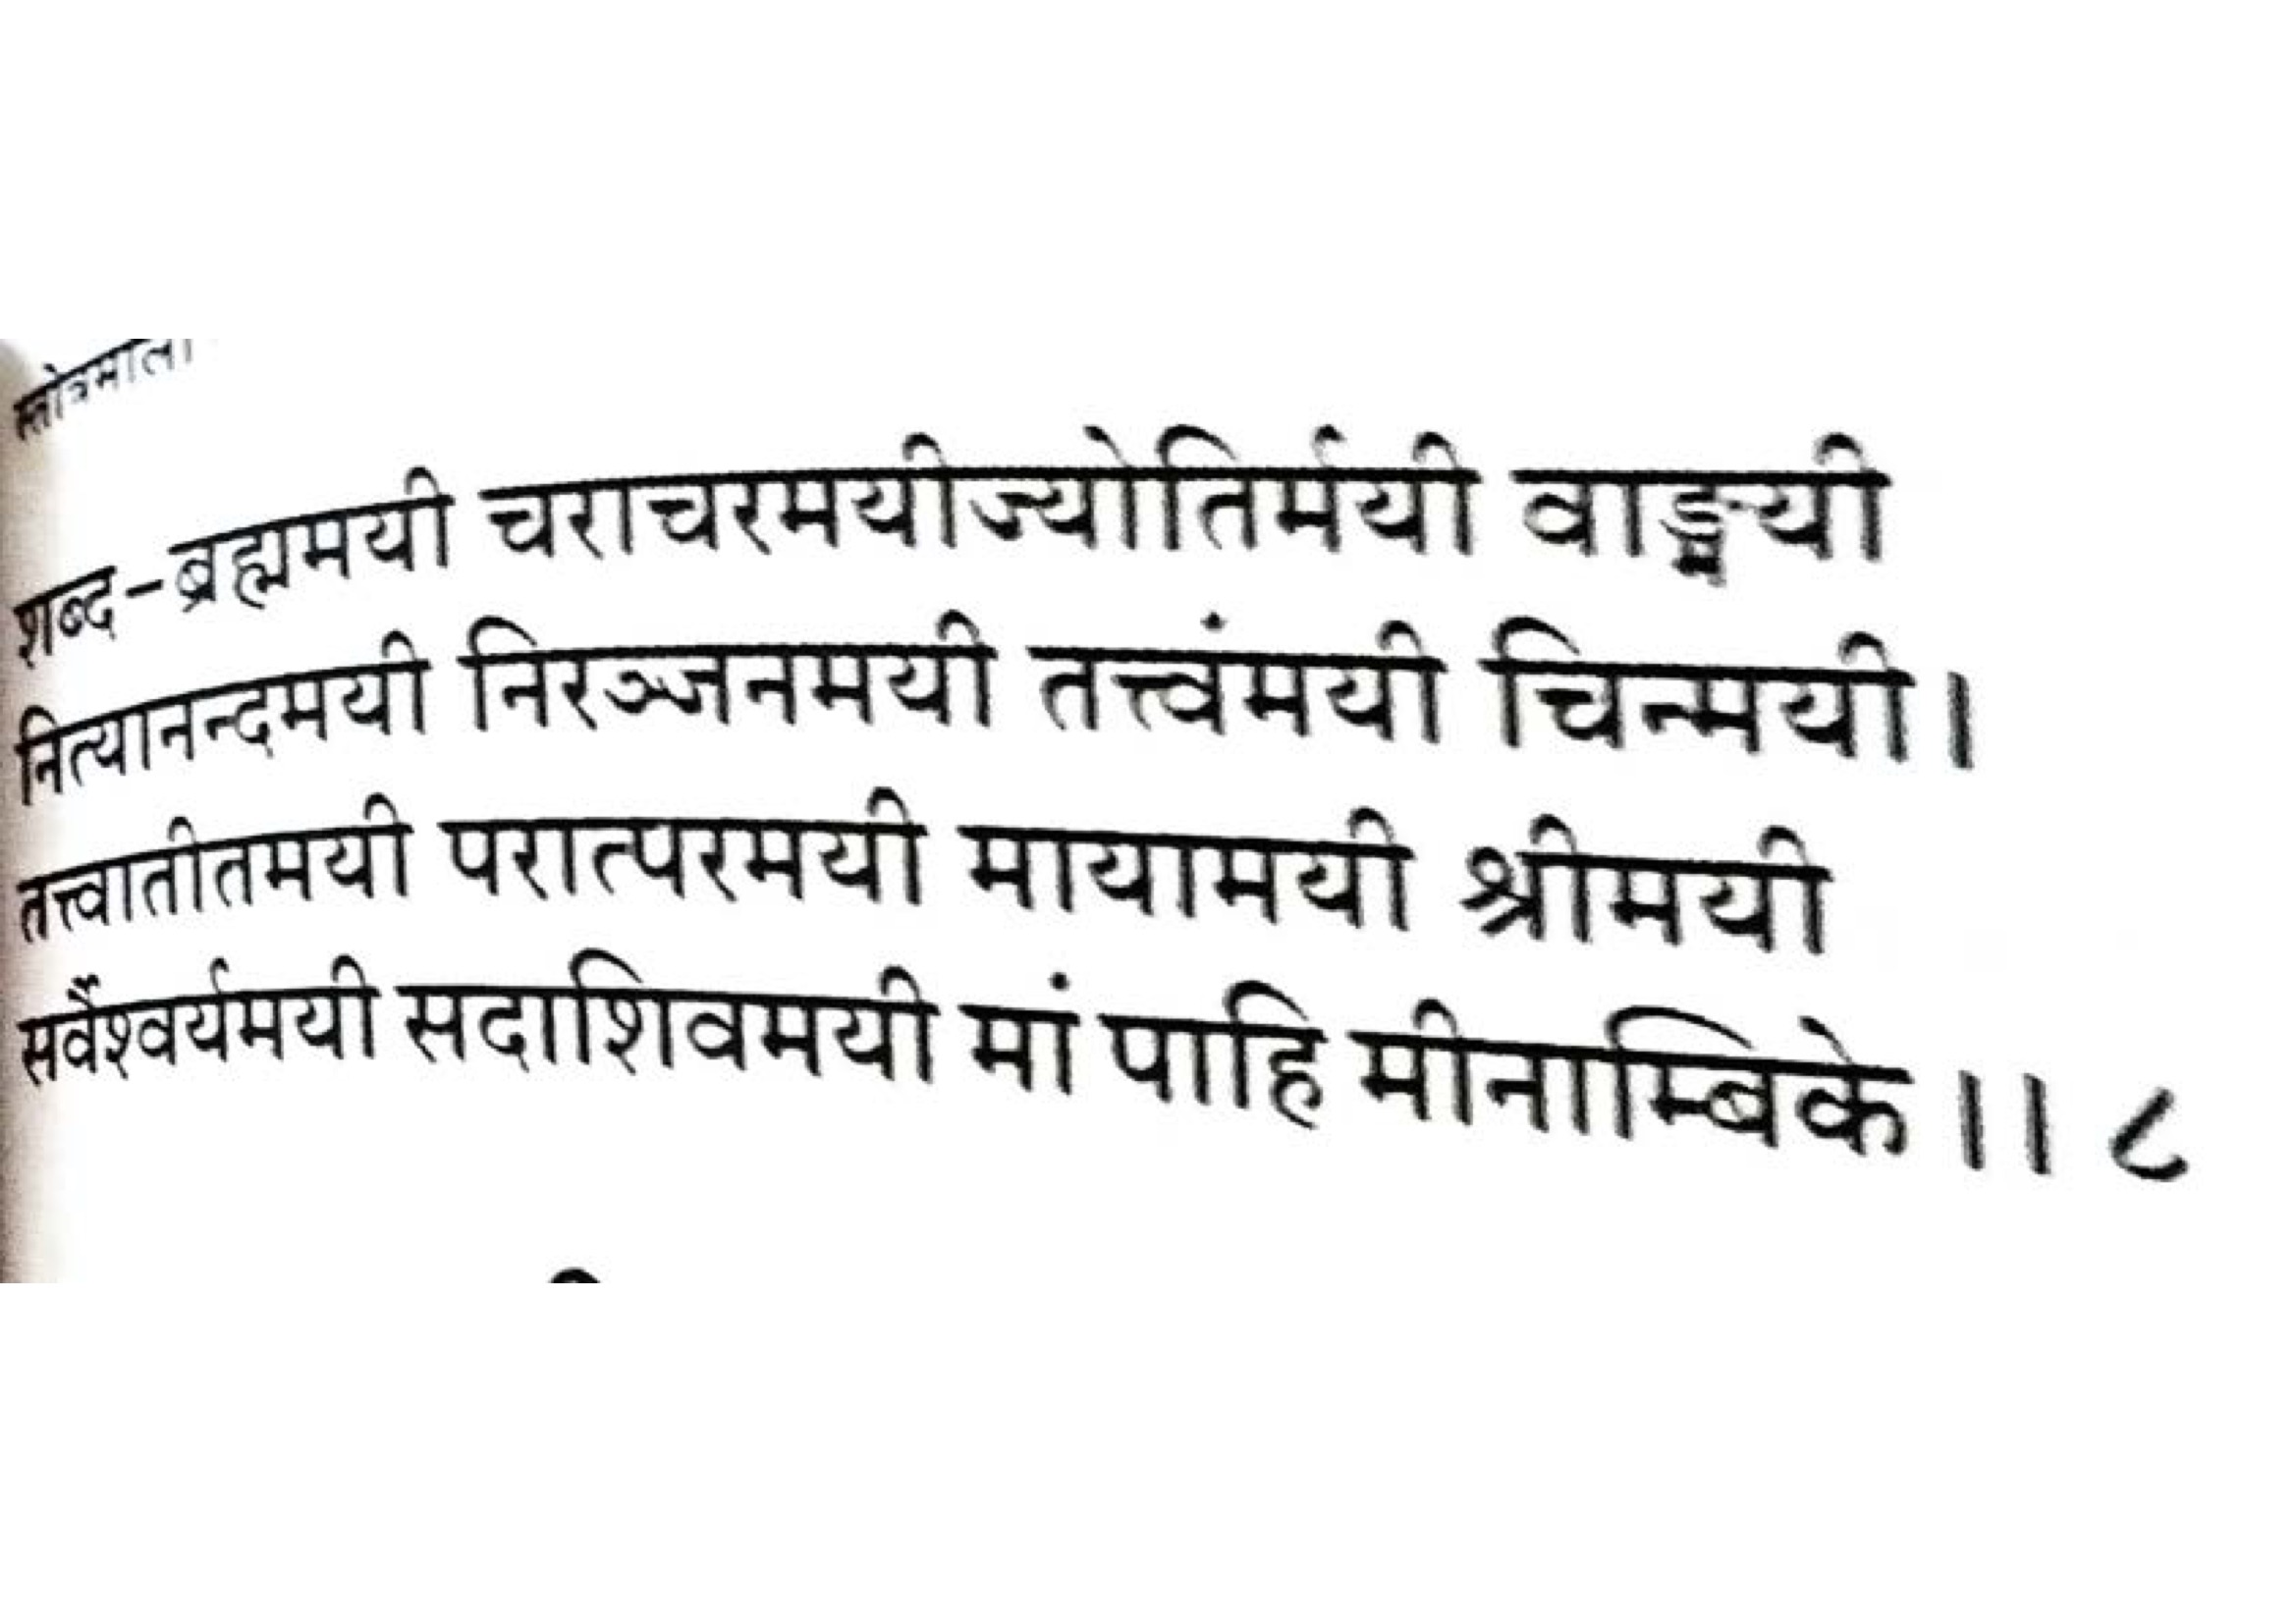 स्तोत्रमाला
शब्द-ब्रह्ममयी चराचरमयीज्योतिर्मयी वाङ्मयी
नित्यानन्दमयी निरञ्जनमयी तत्त्वंमयी चिन्मयी।
तत्त्वातीतमयी परात्परमयी मायामयी श्रीमयी
सर्वैश्वर्यमयी सदाशिवमयी मां पाहि मीनाम्बिके ।। ८